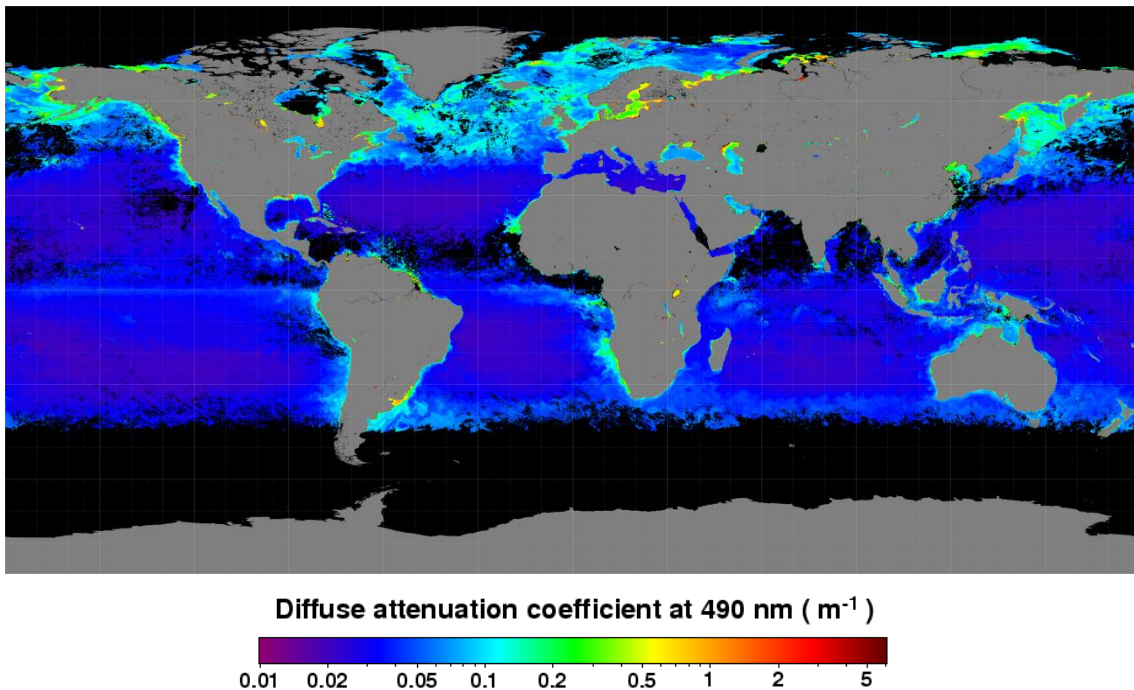 Diffuse attenuation coefficient at 490 nm ( m⁻¹ )
0.01 0.02 0.05 0.1 0.2 0.5 1 2 5